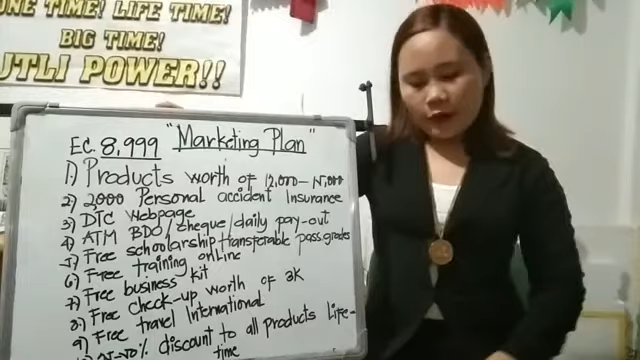 ONE TIME! LIFE TIME!
BIG TIME!
UTLI POWER!!
EC. 8,999 "Marketing Plan"
1) Products worth of 12,000-15,000
2) 2,000 Personal accident Insurance
3) DTC webpage
4) ATM BDO/cheque/daily pay-out
5) Free schoolarship transferable pass.grades
6) Free training online
7) Free business kit
8) Free check-up worth of 3K
9) Free travel International
% discount to all products Life-
time